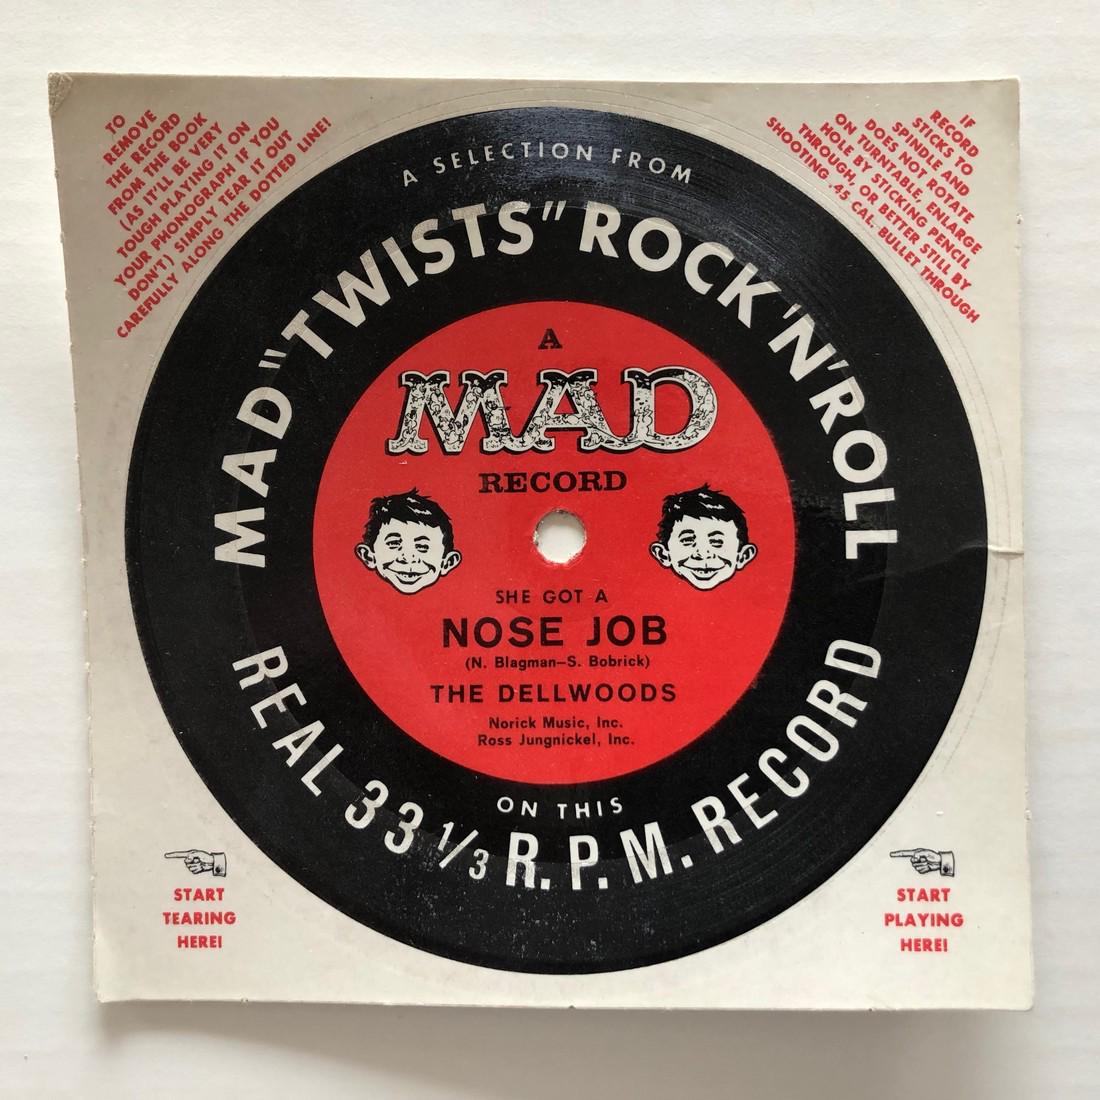 TO
REMOVE
THE RECORD
FROM THE BOOK
(AS IT'LL BE VERY
TOUGH PLAYING IT ON
YOUR PHONOGRAPH IF YOU
DON'T) SIMPLY TEAR IT OUT
CAREFULLY ALONG THE DOTTED LINE!
IF
RECORD
STICKS TO
SPINDLE AND
DOES NOT ROTATE
ON TURNTABLE, ENLARGE
HOLE BY STICKING PENCIL
THROUGH, OR BETTER STILL BY
SHOOTING .45 CAL. BULLET THROUGH
A SELECTION FROM
MAD "TWISTS" ROCK 'N' ROLL
A
MAD
RECORD
SHE GOT A
NOSE JOB
(N. Blagman—S. Bobrick)
THE DELLWOODS
Norick Music, Inc.
Ross Jungnickel, Inc.
ON THIS
REAL 33 1/3 R.P.M. RECORD
START
TEARING
HERE!
START
PLAYING
HERE!